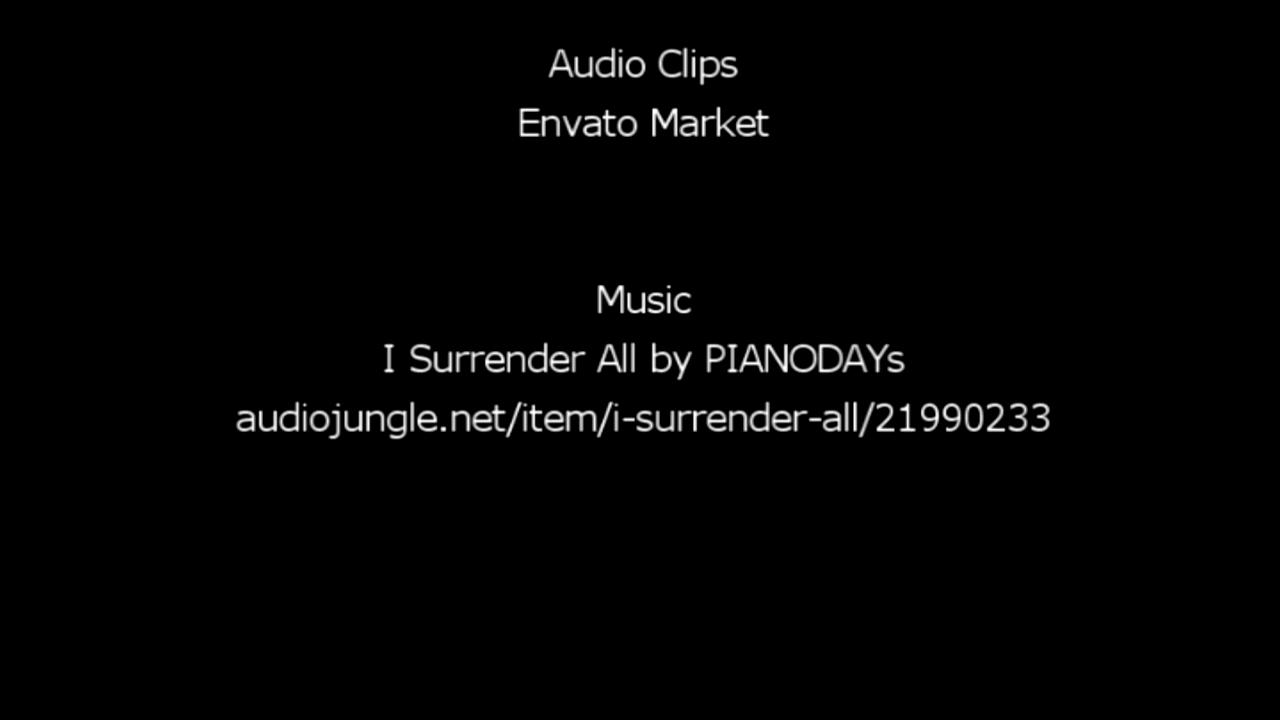 Audio Clips
Envato Market
Music
I Surrender All by PIANODAYs
audiojungle.net/item/i-surrender-all/21990233